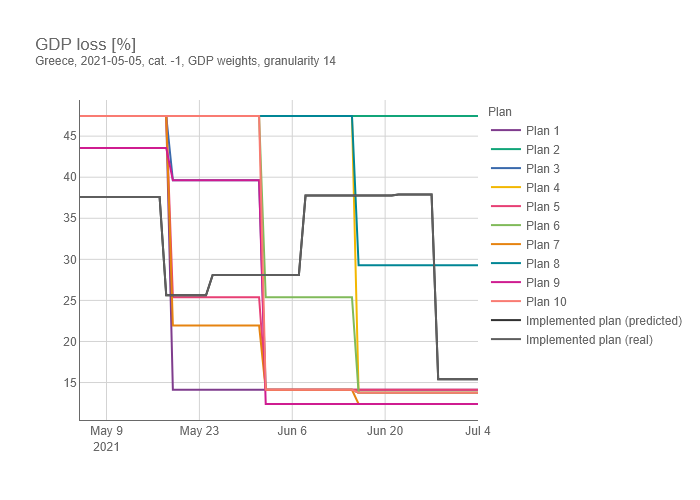 GDP loss [%]
Greece, 2021-05-05, cat. -1, GDP weights, granularity 14
45
40
35
30
25
20
15
May 9
2021
May 23
Jun 6
Jun 20
Jul 4
Plan
Plan 1
Plan 2
Plan 3
Plan 4
Plan 5
Plan 6
Plan 7
Plan 8
Plan 9
Plan 10
Implemented plan (predicted)
Implemented plan (real)